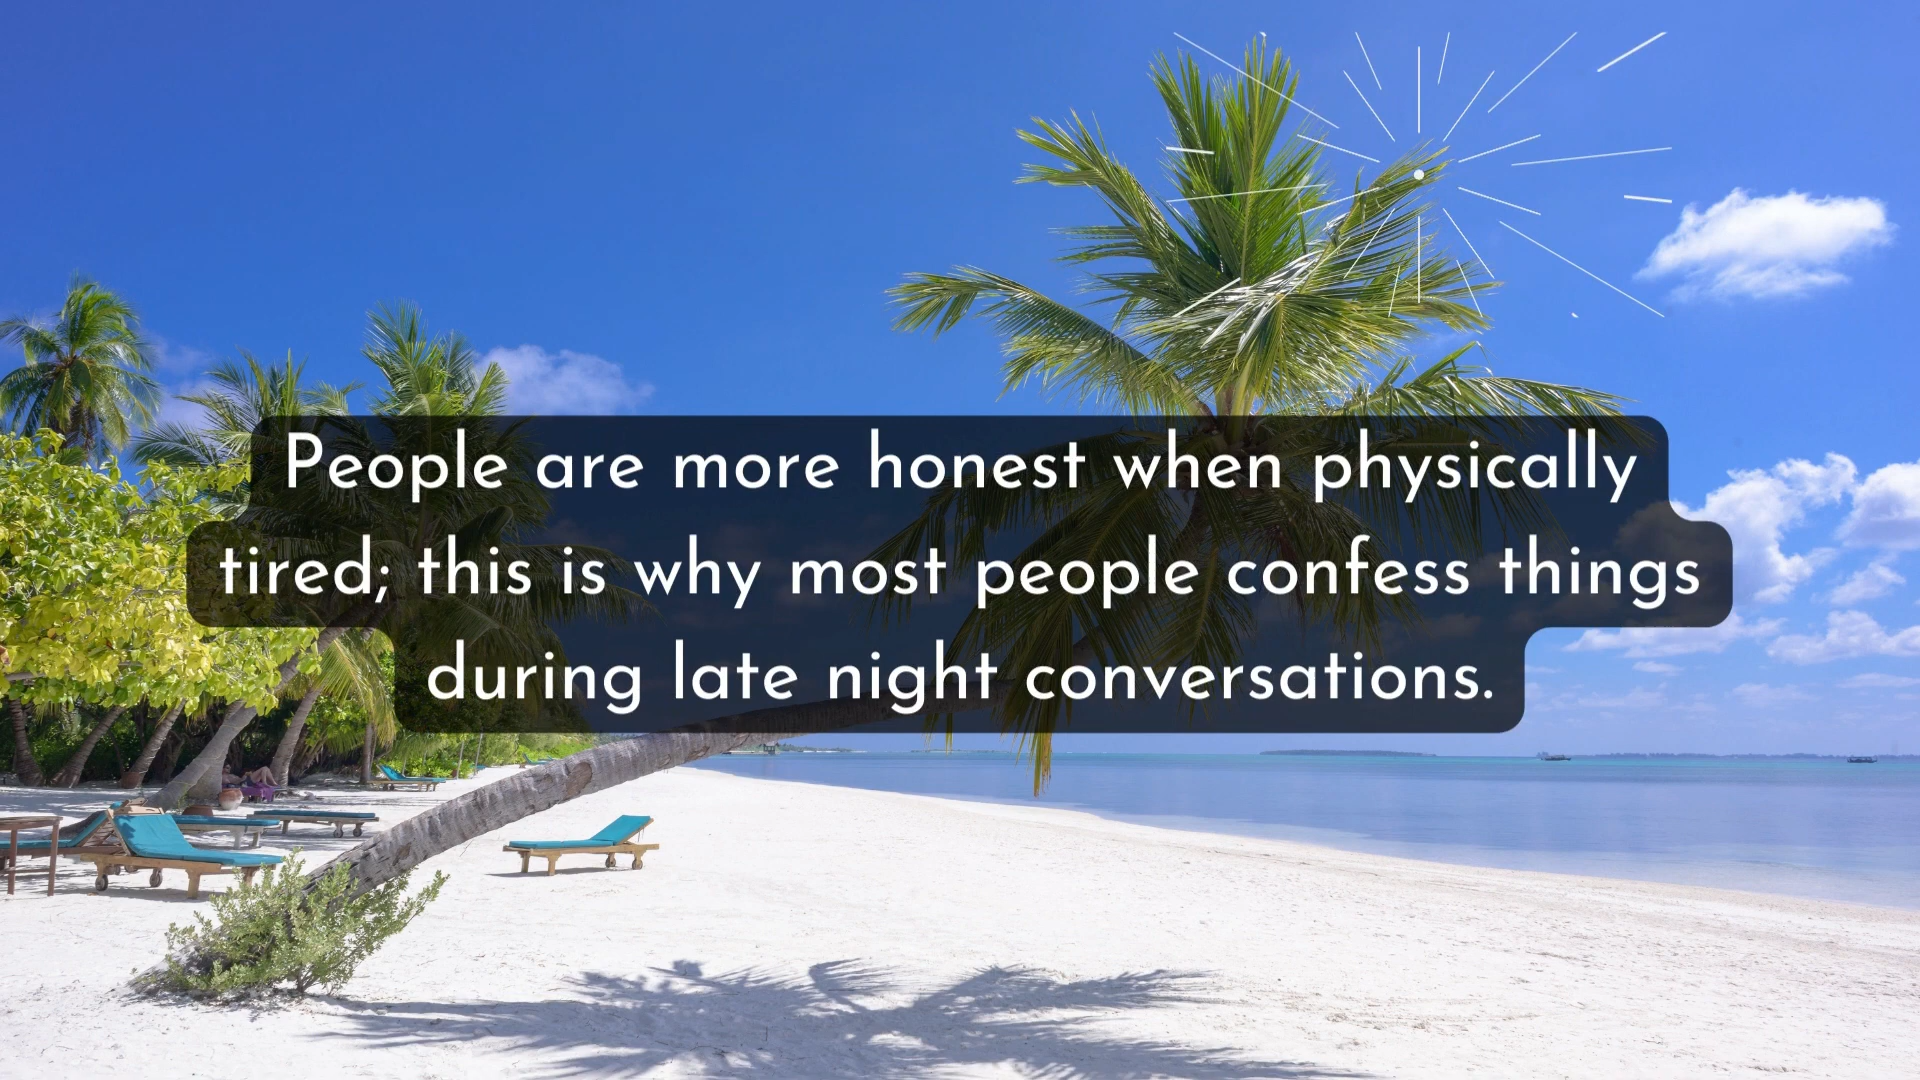 People are more honest when physically
tired; this is why most people confess things
during late night conversations.